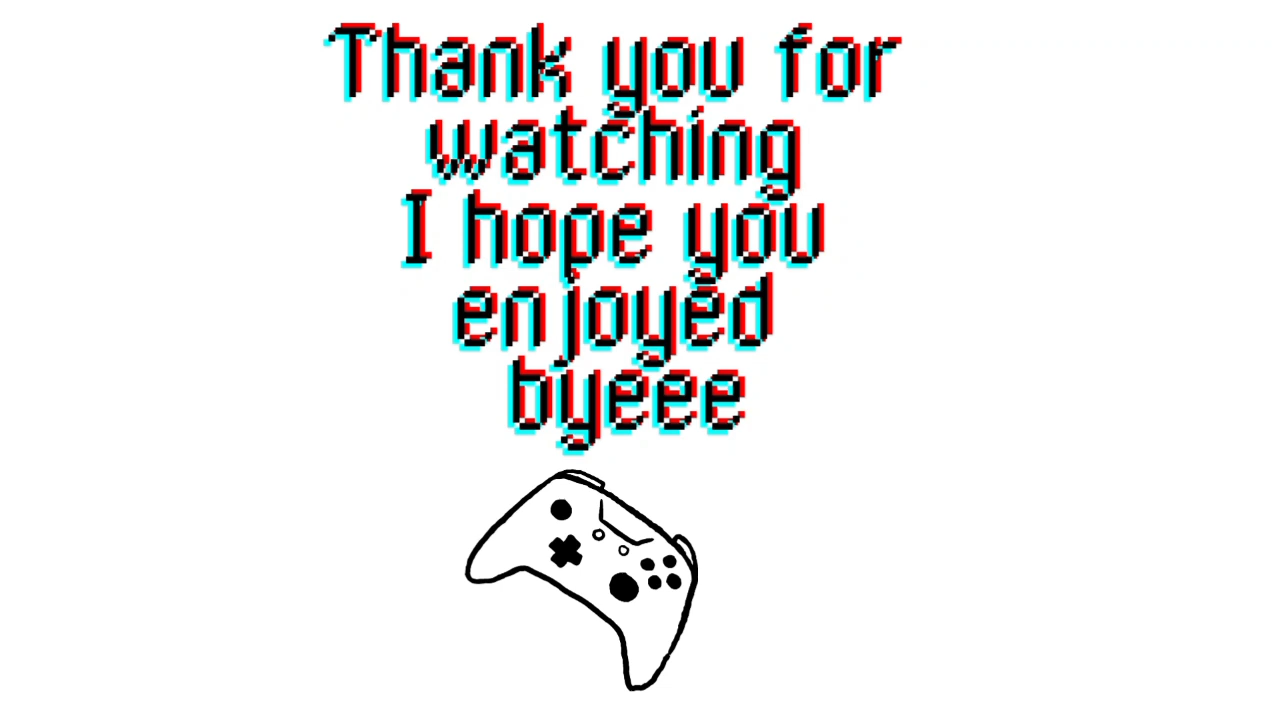 Thank you for
watching
I hope you
enjoyed
byeee